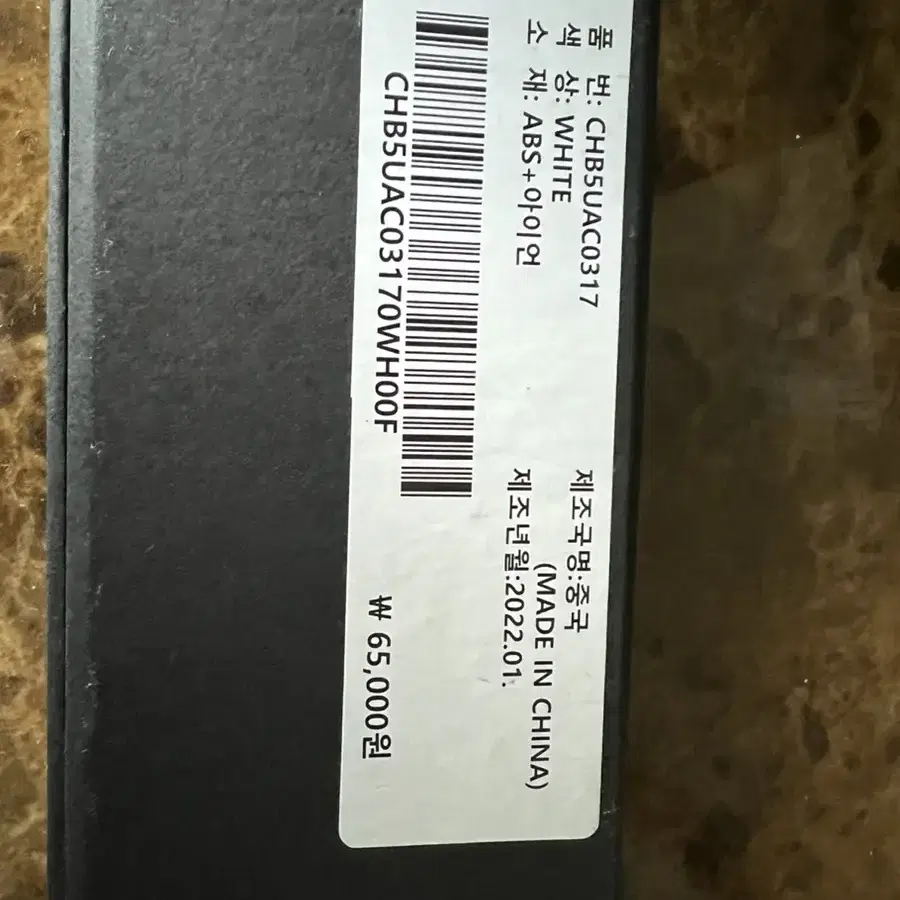 품 번: CHB5UAC0317
색 상: WHITE
소 재: ABS+아이언
제조국명:중국
(MADE IN CHINA)
제조년월:2022.01.
CHB5UAC03170WH00F
₩ 65,000원